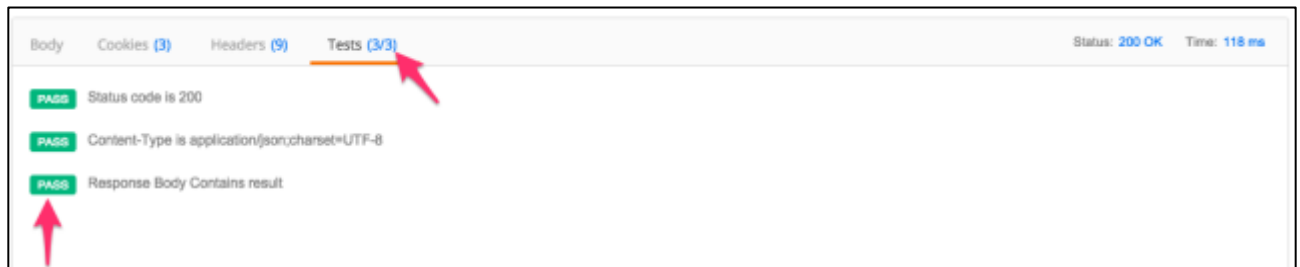 Body Cookies (3) Headers (9) Tests (3/3) Status: 200 OK Time: 118 ms
PASS Status code is 200
PASS Content-Type is application/json;charset=UTF-8
PASS Response Body Contains result